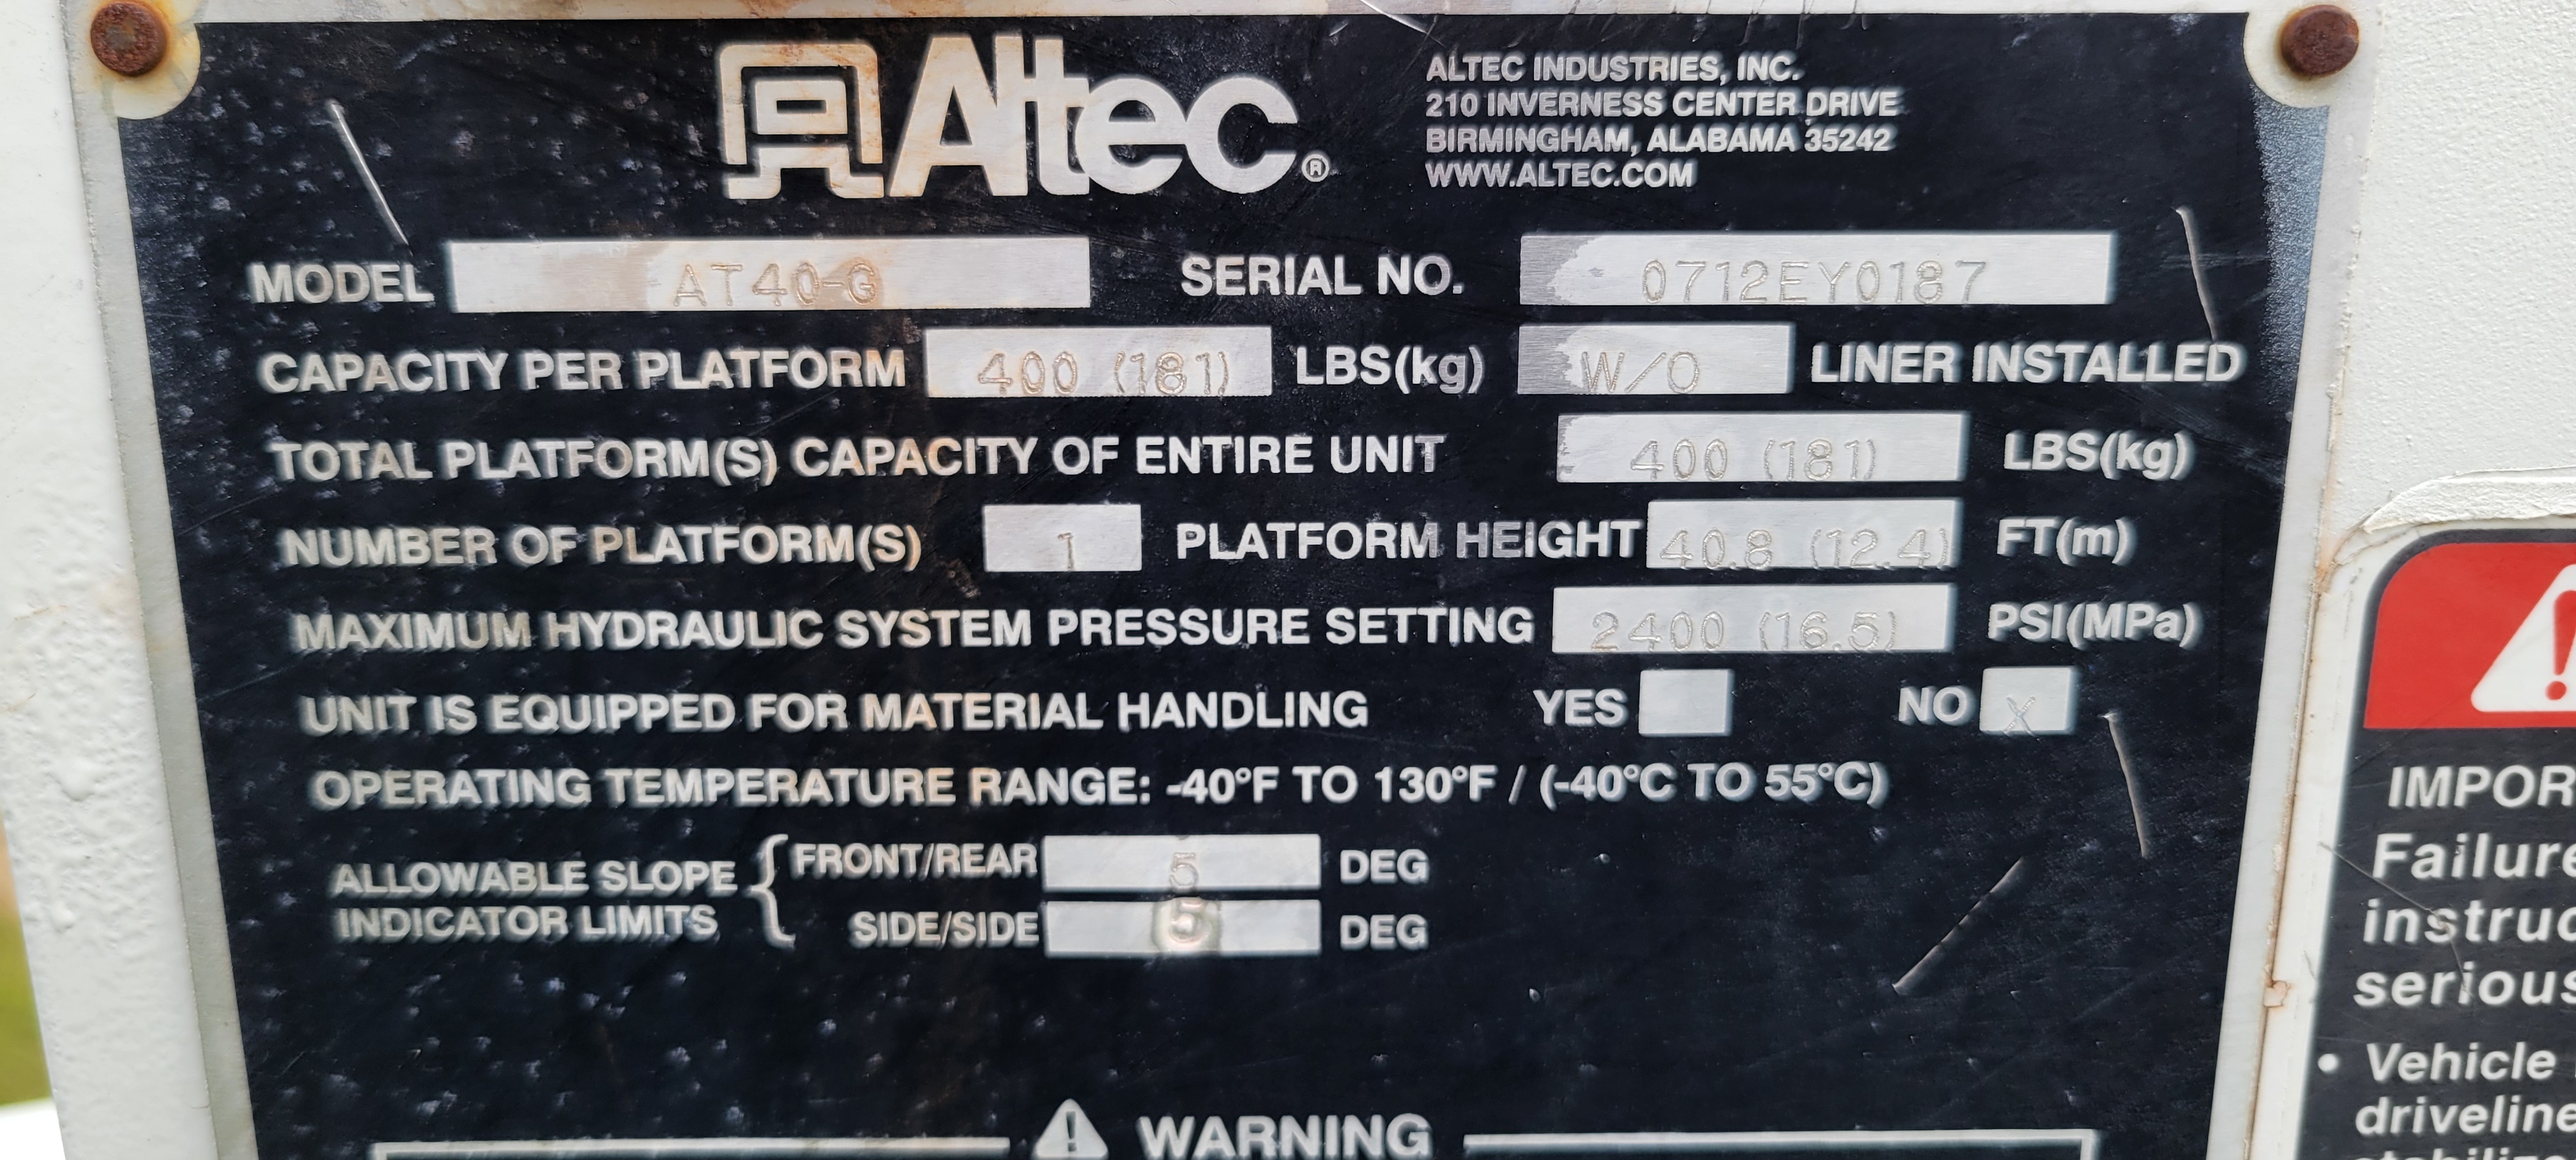 Altec®
ALTEC INDUSTRIES, INC.
210 INVERNESS CENTER DRIVE
BIRMINGHAM, ALABAMA 35242
WWW.ALTEC.COM
MODEL AT40-G SERIAL NO. 0712EY0187
CAPACITY PER PLATFORM 400 (181) LBS(kg) W/O LINER INSTALLED
TOTAL PLATFORM(S) CAPACITY OF ENTIRE UNIT 400 (181) LBS(kg)
NUMBER OF PLATFORM(S) 1 PLATFORM HEIGHT 40.8 (12.4) FT(m)
MAXIMUM HYDRAULIC SYSTEM PRESSURE SETTING 2400 (16.5) PSI(MPa)
UNIT IS EQUIPPED FOR MATERIAL HANDLING YES NO X
OPERATING TEMPERATURE RANGE: -40°F TO 130°F / (-40°C TO 55°C)
ALLOWABLE SLOPE INDICATOR LIMITS
FRONT/REAR 5 DEG
SIDE/SIDE 5 DEG
WARNING
IMPOR
Failure
instruc
serious
• Vehicle
driveline